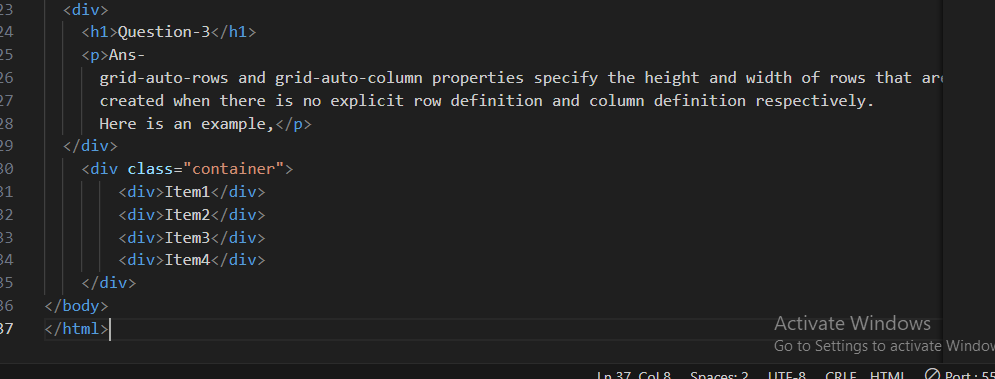 23 <div>
24 <h1>Question-3</h1>
25 <p>Ans-
26 grid-auto-rows and grid-auto-column properties specify the height and width of rows that are
27 created when there is no explicit row definition and column definition respectively.
28 Here is an example,</p>
29 </div>
30 <div class="container">
31 <div>Item1</div>
32 <div>Item2</div>
33 <div>Item3</div>
34 <div>Item4</div>
35 </div>
36 </body>
37 </html>
Activate Windows
Go to Settings to activate Window
Ln 37, Col 8 Spaces: 2 UTF-8 CRLF HTML Port : 55